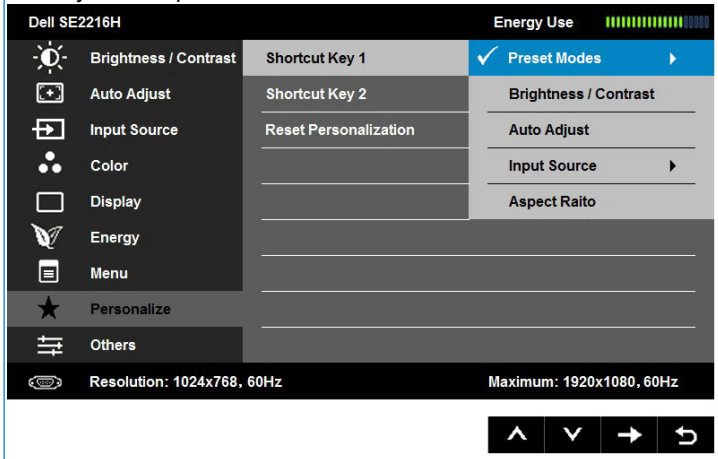 Dell SE2216H Energy Use
Brightness / Contrast Shortcut Key 1 Preset Modes
Auto Adjust Shortcut Key 2 Brightness / Contrast
Input Source Reset Personalization Auto Adjust
Color Input Source
Display Aspect Raito
Energy
Menu
Personalize
Others
Resolution: 1024x768, 60Hz Maximum: 1920x1080, 60Hz